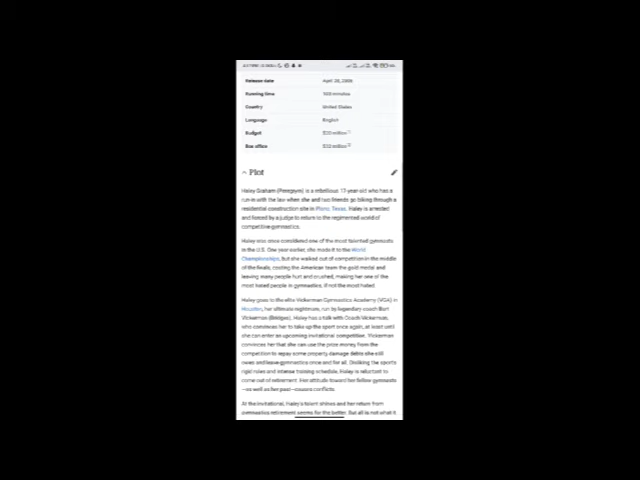 Release date April 28, 2006
Running time 103 minutes
Country United States
Language English
Budget $20 million
Box office $32 million
Plot
Haley Graham (Peregrym) is a rebellious 17-year-old who has a
run-in with the law when she and two friends go biking through a
residential construction site in Plano, Texas. Haley is arrested
and forced by a judge to return to the regimented world of
competitive gymnastics.
Haley was once considered one of the most talented gymnasts
in the U.S. One year earlier, she made it to the World
Championships, but she walked out of competition in the middle
of the finals, costing the American team the gold medal and
leaving many people hurt and crushed, making her one of the
most hated people in gymnastics, if not the most hated.
Haley goes to the elite Vickerman Gymnastics Academy (VGA) in
Houston, her ultimate nightmare, run by legendary coach Burt
Vickerman (Bridges). Haley has a talk with Coach Vickerman,
who convinces her to take up the sport once again, at least until
she can enter an upcoming invitational competition. Vickerman
convinces her that she can use the prize money from the
competition to repay some property damage debts she still
owes and leave gymnastics once and for all. Disliking the sport's
rigid rules and intense training schedule, Haley is reluctant to
come out of retirement. Her attitude toward her fellow gymnasts
—as well as her past—causes conflicts.
At the invitational, Haley's talent shines and her return from
gymnastics retirement seems for the better. But all is not what it